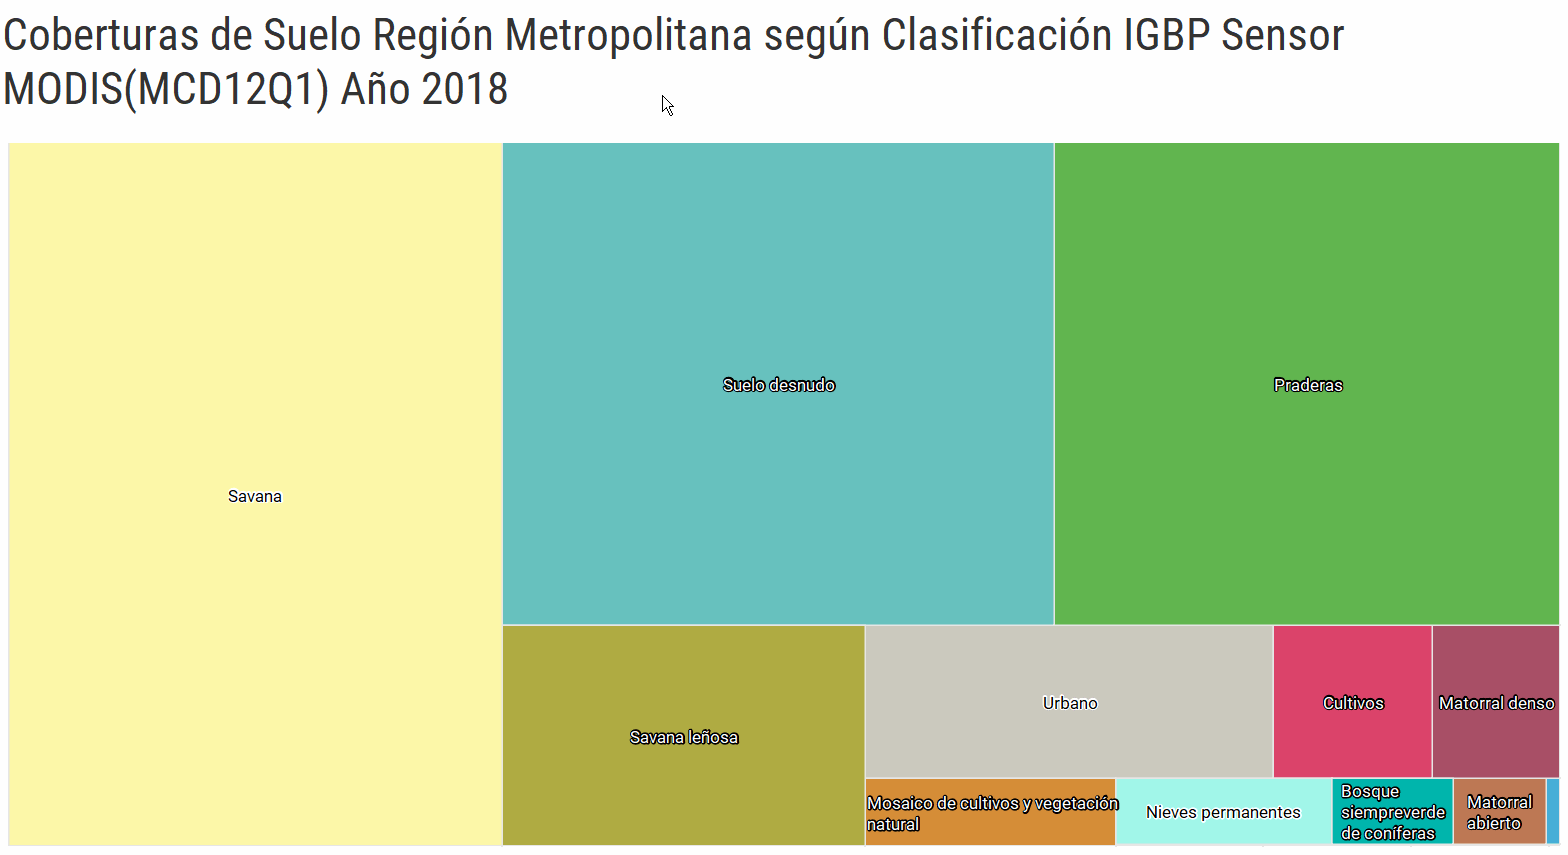 Coberturas de Suelo Región Metropolitana según Clasificación IGBP Sensor
MODIS(MCD12Q1) Año 2018
Savana
Suelo desnudo
Praderas
Savana leñosa
Urbano
Cultivos
Matorral denso
Mosaico de cultivos y vegetación
natural
Nieves permanentes
Bosque
siempreverde
de coníferas
Matorral
abierto